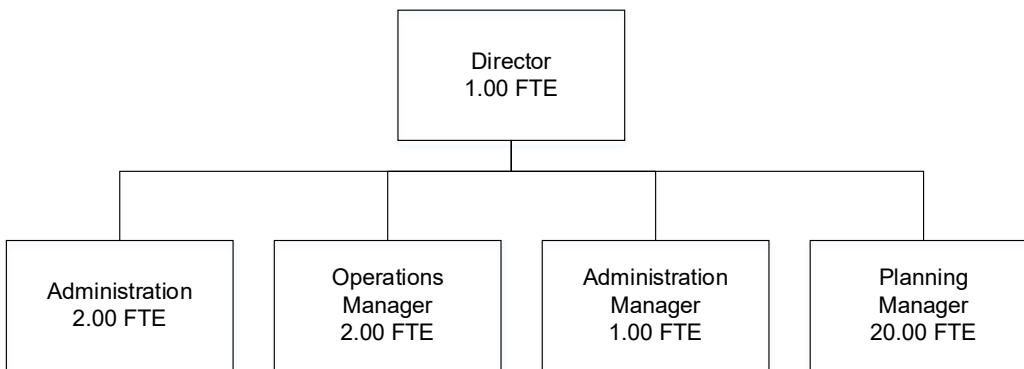 Director
1.00 FTE
Administration
2.00 FTE
Operations
Manager
2.00 FTE
Administration
Manager
1.00 FTE
Planning
Manager
20.00 FTE